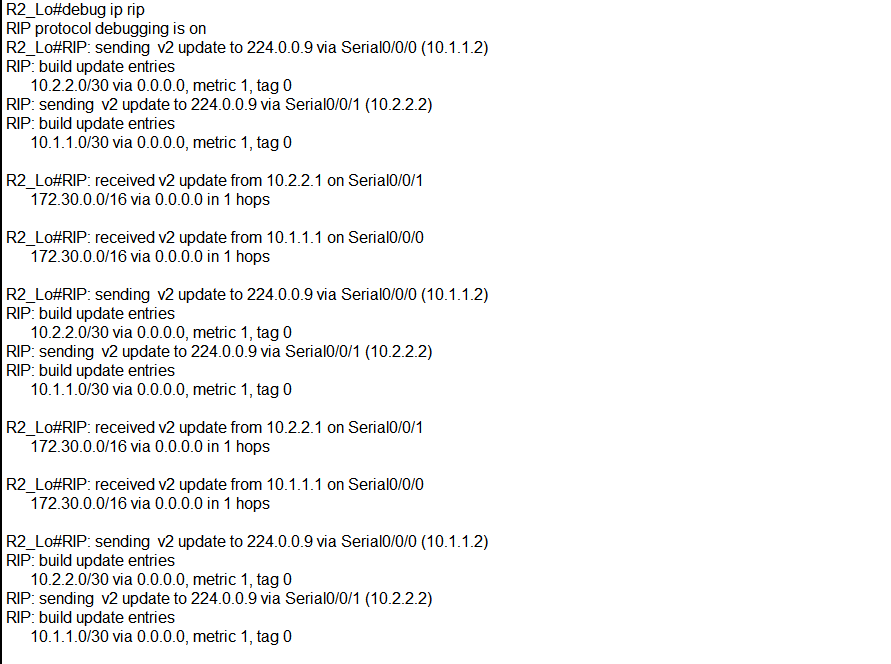 R2_Lo#debug ip rip
RIP protocol debugging is on
R2_Lo#RIP: sending  v2 update to 224.0.0.9 via Serial0/0/0 (10.1.1.2)
RIP: build update entries
      10.2.2.0/30 via 0.0.0.0, metric 1, tag 0
RIP: sending  v2 update to 224.0.0.9 via Serial0/0/1 (10.2.2.2)
RIP: build update entries
      10.1.1.0/30 via 0.0.0.0, metric 1, tag 0

R2_Lo#RIP: received v2 update from 10.2.2.1 on Serial0/0/1
      172.30.0.0/16 via 0.0.0.0 in 1 hops

R2_Lo#RIP: received v2 update from 10.1.1.1 on Serial0/0/0
      172.30.0.0/16 via 0.0.0.0 in 1 hops

R2_Lo#RIP: sending  v2 update to 224.0.0.9 via Serial0/0/0 (10.1.1.2)
RIP: build update entries
      10.2.2.0/30 via 0.0.0.0, metric 1, tag 0
RIP: sending  v2 update to 224.0.0.9 via Serial0/0/1 (10.2.2.2)
RIP: build update entries
      10.1.1.0/30 via 0.0.0.0, metric 1, tag 0

R2_Lo#RIP: received v2 update from 10.2.2.1 on Serial0/0/1
      172.30.0.0/16 via 0.0.0.0 in 1 hops

R2_Lo#RIP: received v2 update from 10.1.1.1 on Serial0/0/0
      172.30.0.0/16 via 0.0.0.0 in 1 hops

R2_Lo#RIP: sending  v2 update to 224.0.0.9 via Serial0/0/0 (10.1.1.2)
RIP: build update entries
      10.2.2.0/30 via 0.0.0.0, metric 1, tag 0
RIP: sending  v2 update to 224.0.0.9 via Serial0/0/1 (10.2.2.2)
RIP: build update entries
      10.1.1.0/30 via 0.0.0.0, metric 1, tag 0